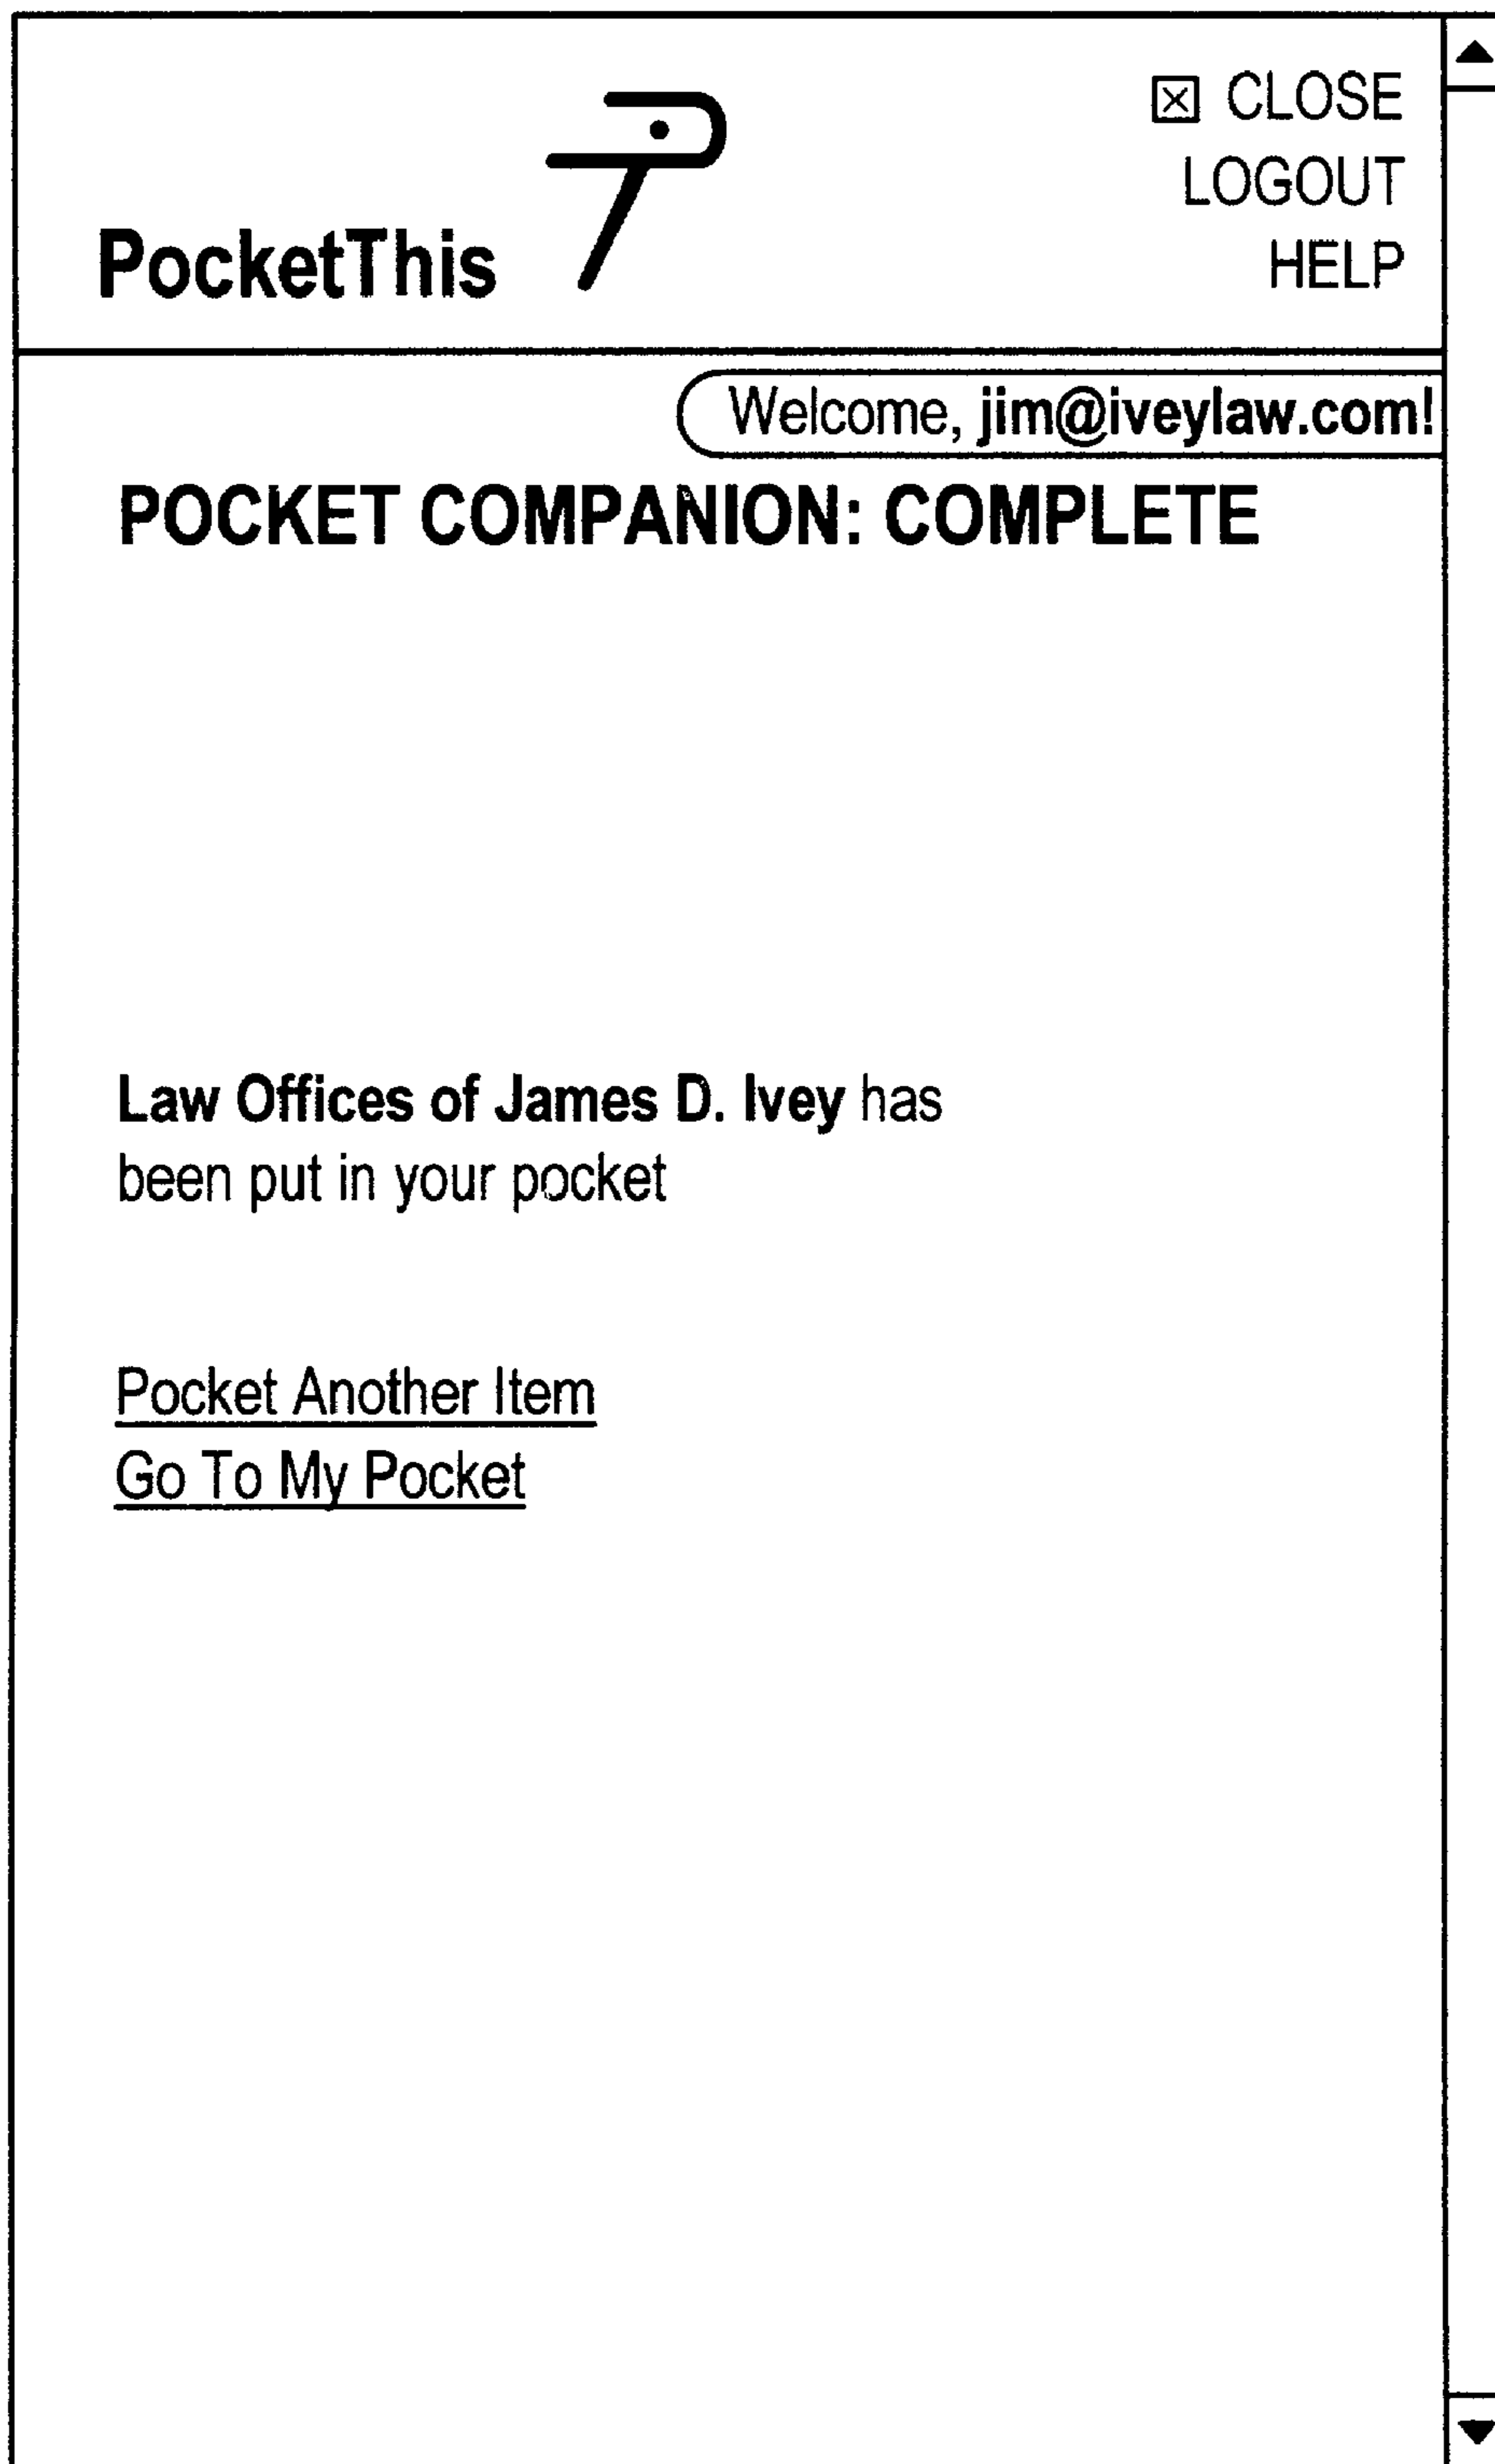 CLOSE
LOGOUT
HELP
PocketThis
Welcome, jim@iveylaw.com!
POCKET COMPANION: COMPLETE
Law Offices of James D. Ivey has
been put in your pocket
Pocket Another Item
Go To My Pocket